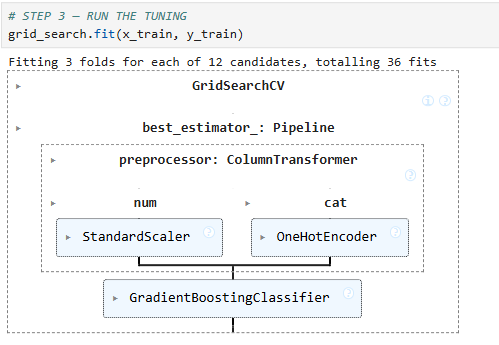 # STEP 3 — RUN THE TUNING
grid_search.fit(x_train, y_train)
Fitting 3 folds for each of 12 candidates, totalling 36 fits
GridSearchCV
i ?
best_estimator_: Pipeline
preprocessor: ColumnTransformer
?
num cat
StandardScaler ? OneHotEncoder ?
GradientBoostingClassifier ?